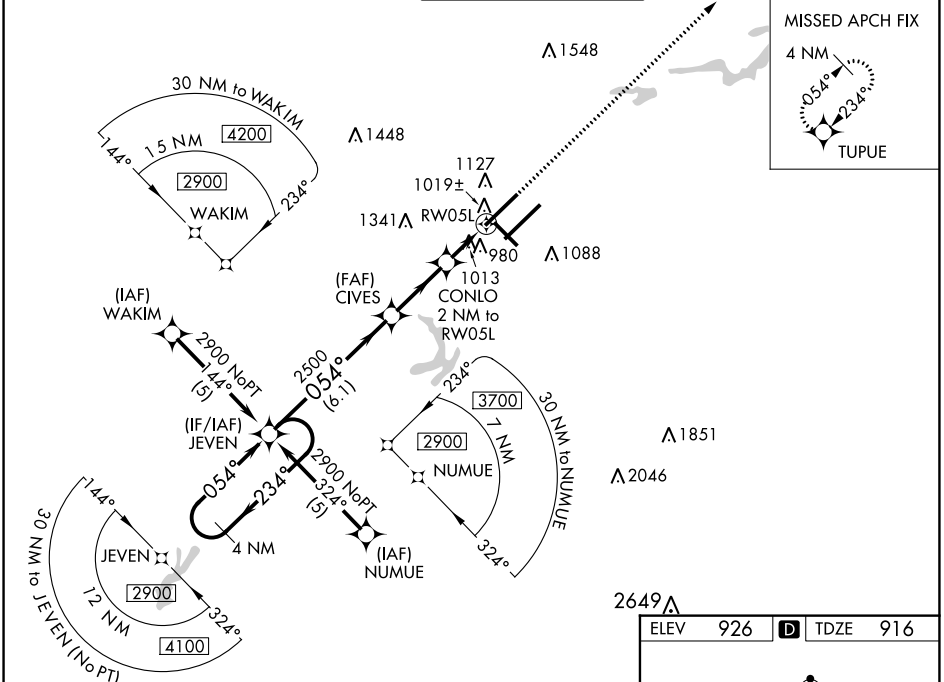 MISSED APCH FIX
4 NM
054°
234°
TUPUE
1548
30 NM to WAKIM
4200
1448
144°
15 NM
2900
234°
WAKIM
1127
1019±
1341
RW05L
980
1088
1013
(FAF)
CIVES
CONLO
2 NM to
RW05L
(IAF)
WAKIM
2900 NoPT
144°
(5)
2500
054°
(6.1)
234°
3700
30 NM to NUMUE
7 NM
2900
NUMUE
324°
1851
2046
(IF/IAF)
JEVEN
054°
234°
2900 NoPT
324°
(5)
4 NM
(IAF)
NUMUE
144°
JEVEN
30 NM to JEVEN (No PT)
2900
12 NM
324°
4100
2649
ELEV 926 D TDZE 916